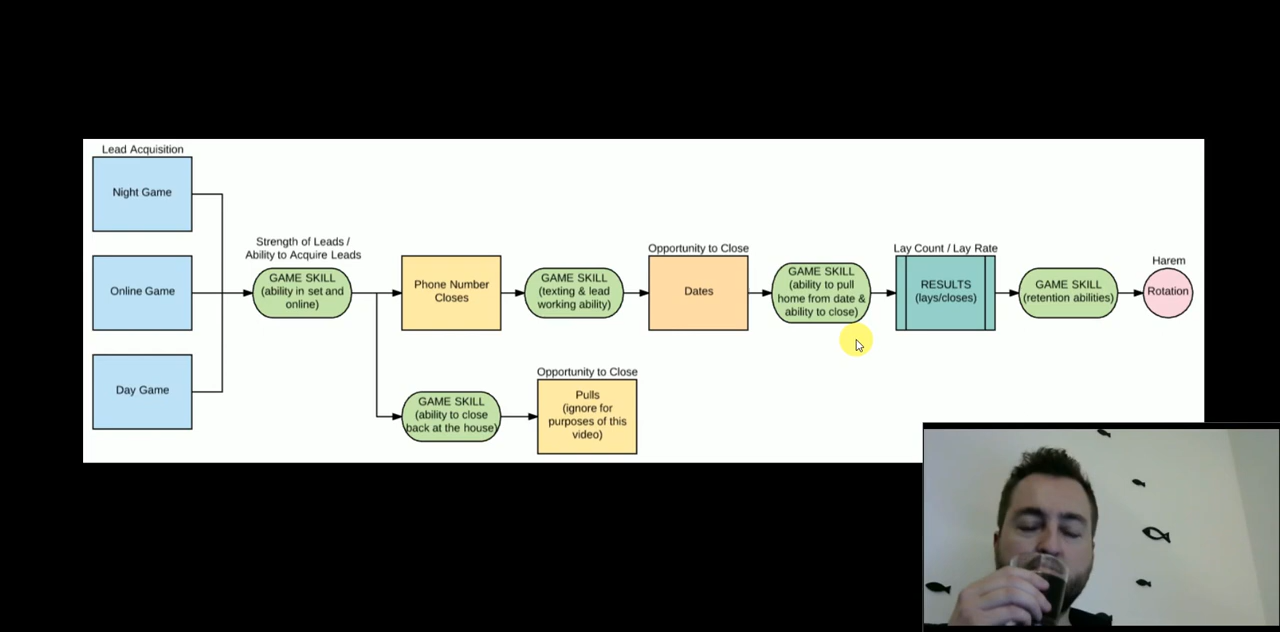 Lead Acquisition
Night Game
Online Game
Day Game
Strength of Leads /
Ability to Acquire Leads
GAME SKILL
(ability in set and
online)
Phone Number
Closes
GAME SKILL
(texting & lead
working ability)
Opportunity to Close
Dates
GAME SKILL
(ability to pull
home from date &
ability to close)
Lay Count / Lay Rate
RESULTS
(lays/closes)
GAME SKILL
(retention abilities)
Harem
Rotation
GAME SKILL
(ability to close
back at the house)
Opportunity to Close
Pulls
(ignore for
purposes of this
video)